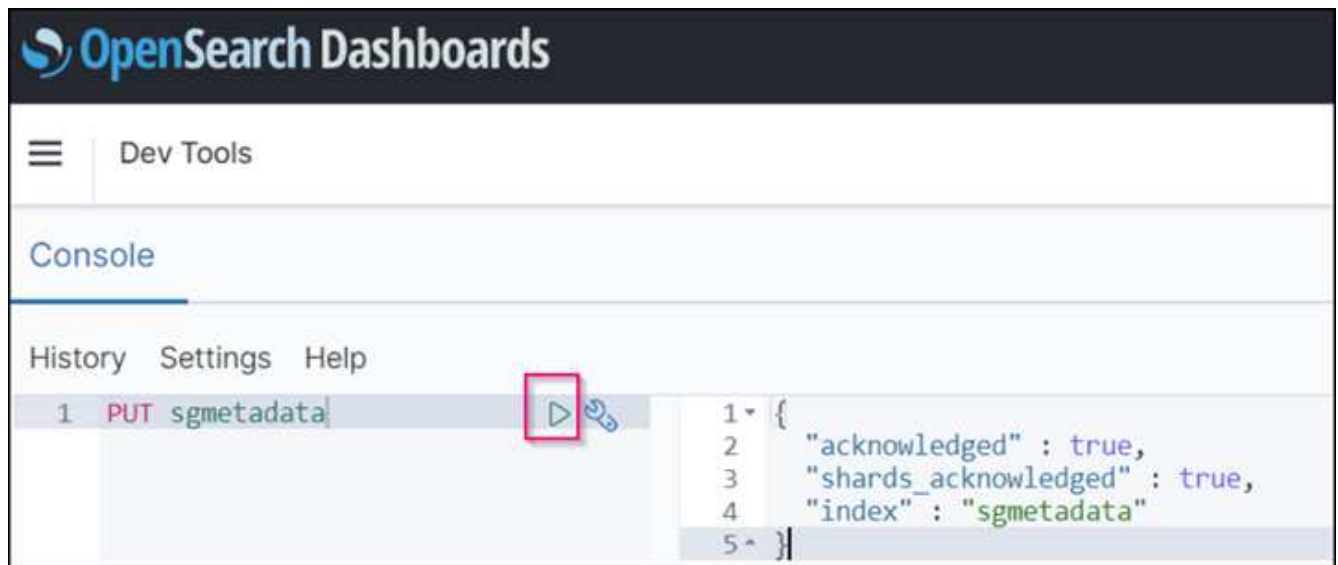 OpenSearch Dashboards
Dev Tools
Console
History Settings Help
1 PUT sgmetadata
1 {
2 "acknowledged" : true,
3 "shards_acknowledged" : true,
4 "index" : "sgmetadata"
5 }